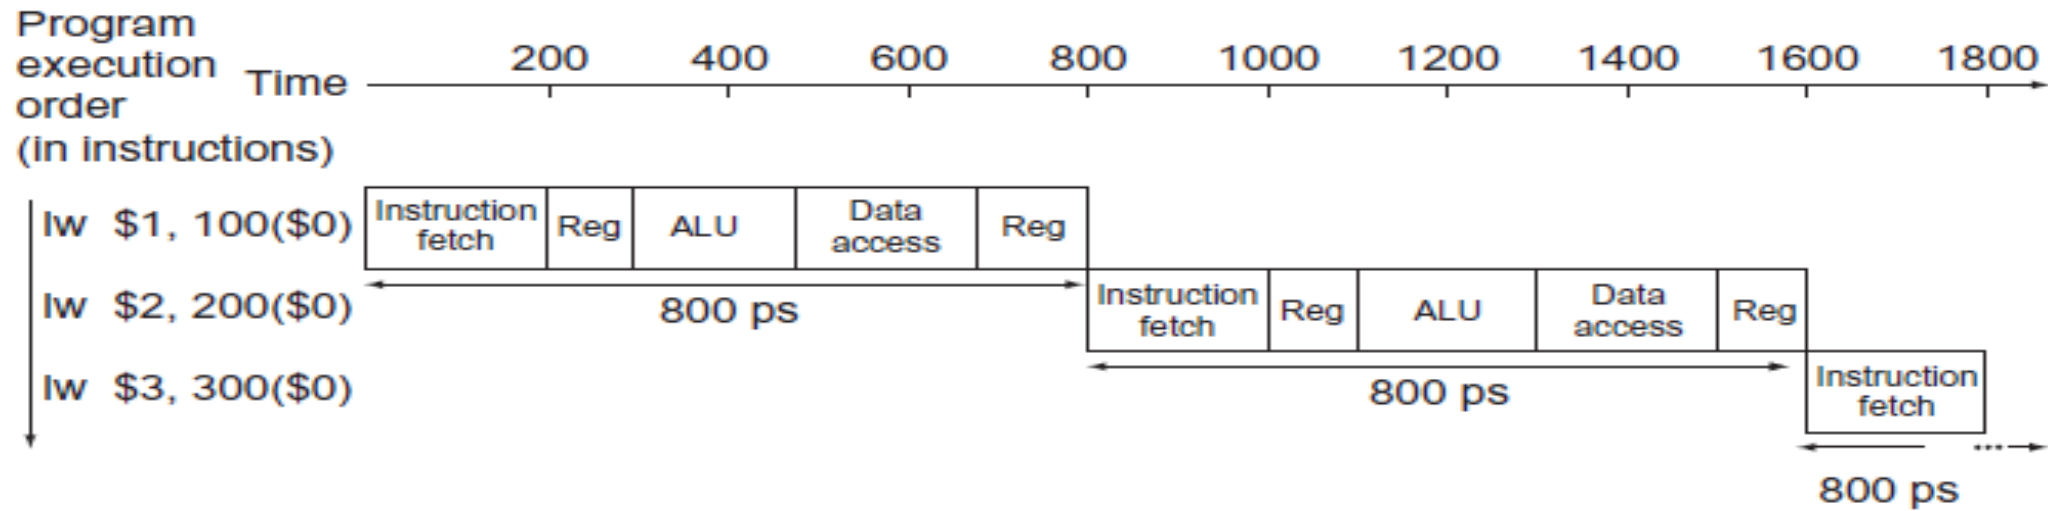 Program
execution
order
(in instructions)
Time
200 400 600 800 1000 1200 1400 1600 1800
lw $1, 100($0)
Instruction
fetch
Reg
ALU
Data
access
Reg
800 ps
lw $2, 200($0)
Instruction
fetch
Reg
ALU
Data
access
Reg
800 ps
lw $3, 300($0)
Instruction
fetch
...
800 ps